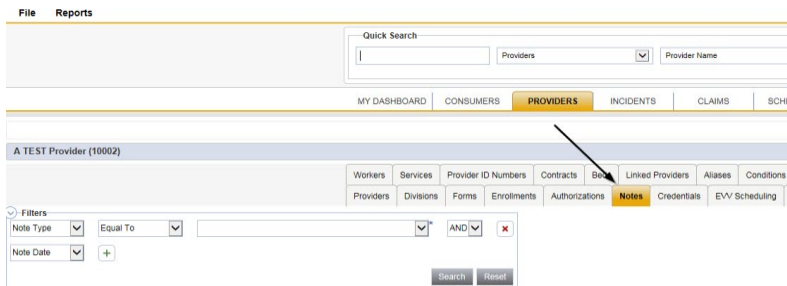 File Reports
Quick Search
Providers Provider Name
MY DASHBOARD CONSUMERS PROVIDERS INCIDENTS CLAIMS
A TEST Provider (10002)
Workers Services Provider ID Numbers Contracts Linked Providers Aliases Conditions
Providers Divisions Forms Enrollments Authorizations Notes Credentials EVV Scheduling
Filters
Note Type Equal To * AND
Note Date
Search Reset